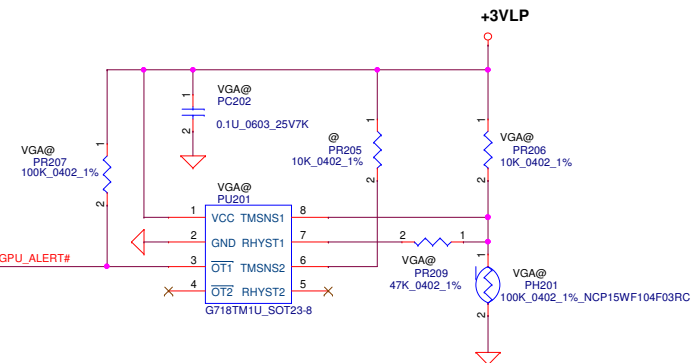 +3VLP
1
VGA@
PC202
2
0.1U_0603_25V7K
VGA@
PR207
100K_0402_1%
1
2
@
PR205
10K_0402_1%
1
2
VGA@
PR206
10K_0402_1%
1
2
VGA@
PU201
1 VCC TMSNS1 8
2 GND RHYST1 7
3 OT1 TMSNS2 6
4 OT2 RHYST2 5
G718TM1U_SOT23-8
GPU_ALERT#
2 1
VGA@
PR209
47K_0402_1%
1
VGA@
PH201
100K_0402_1%_NCP15WF104F03RC
2